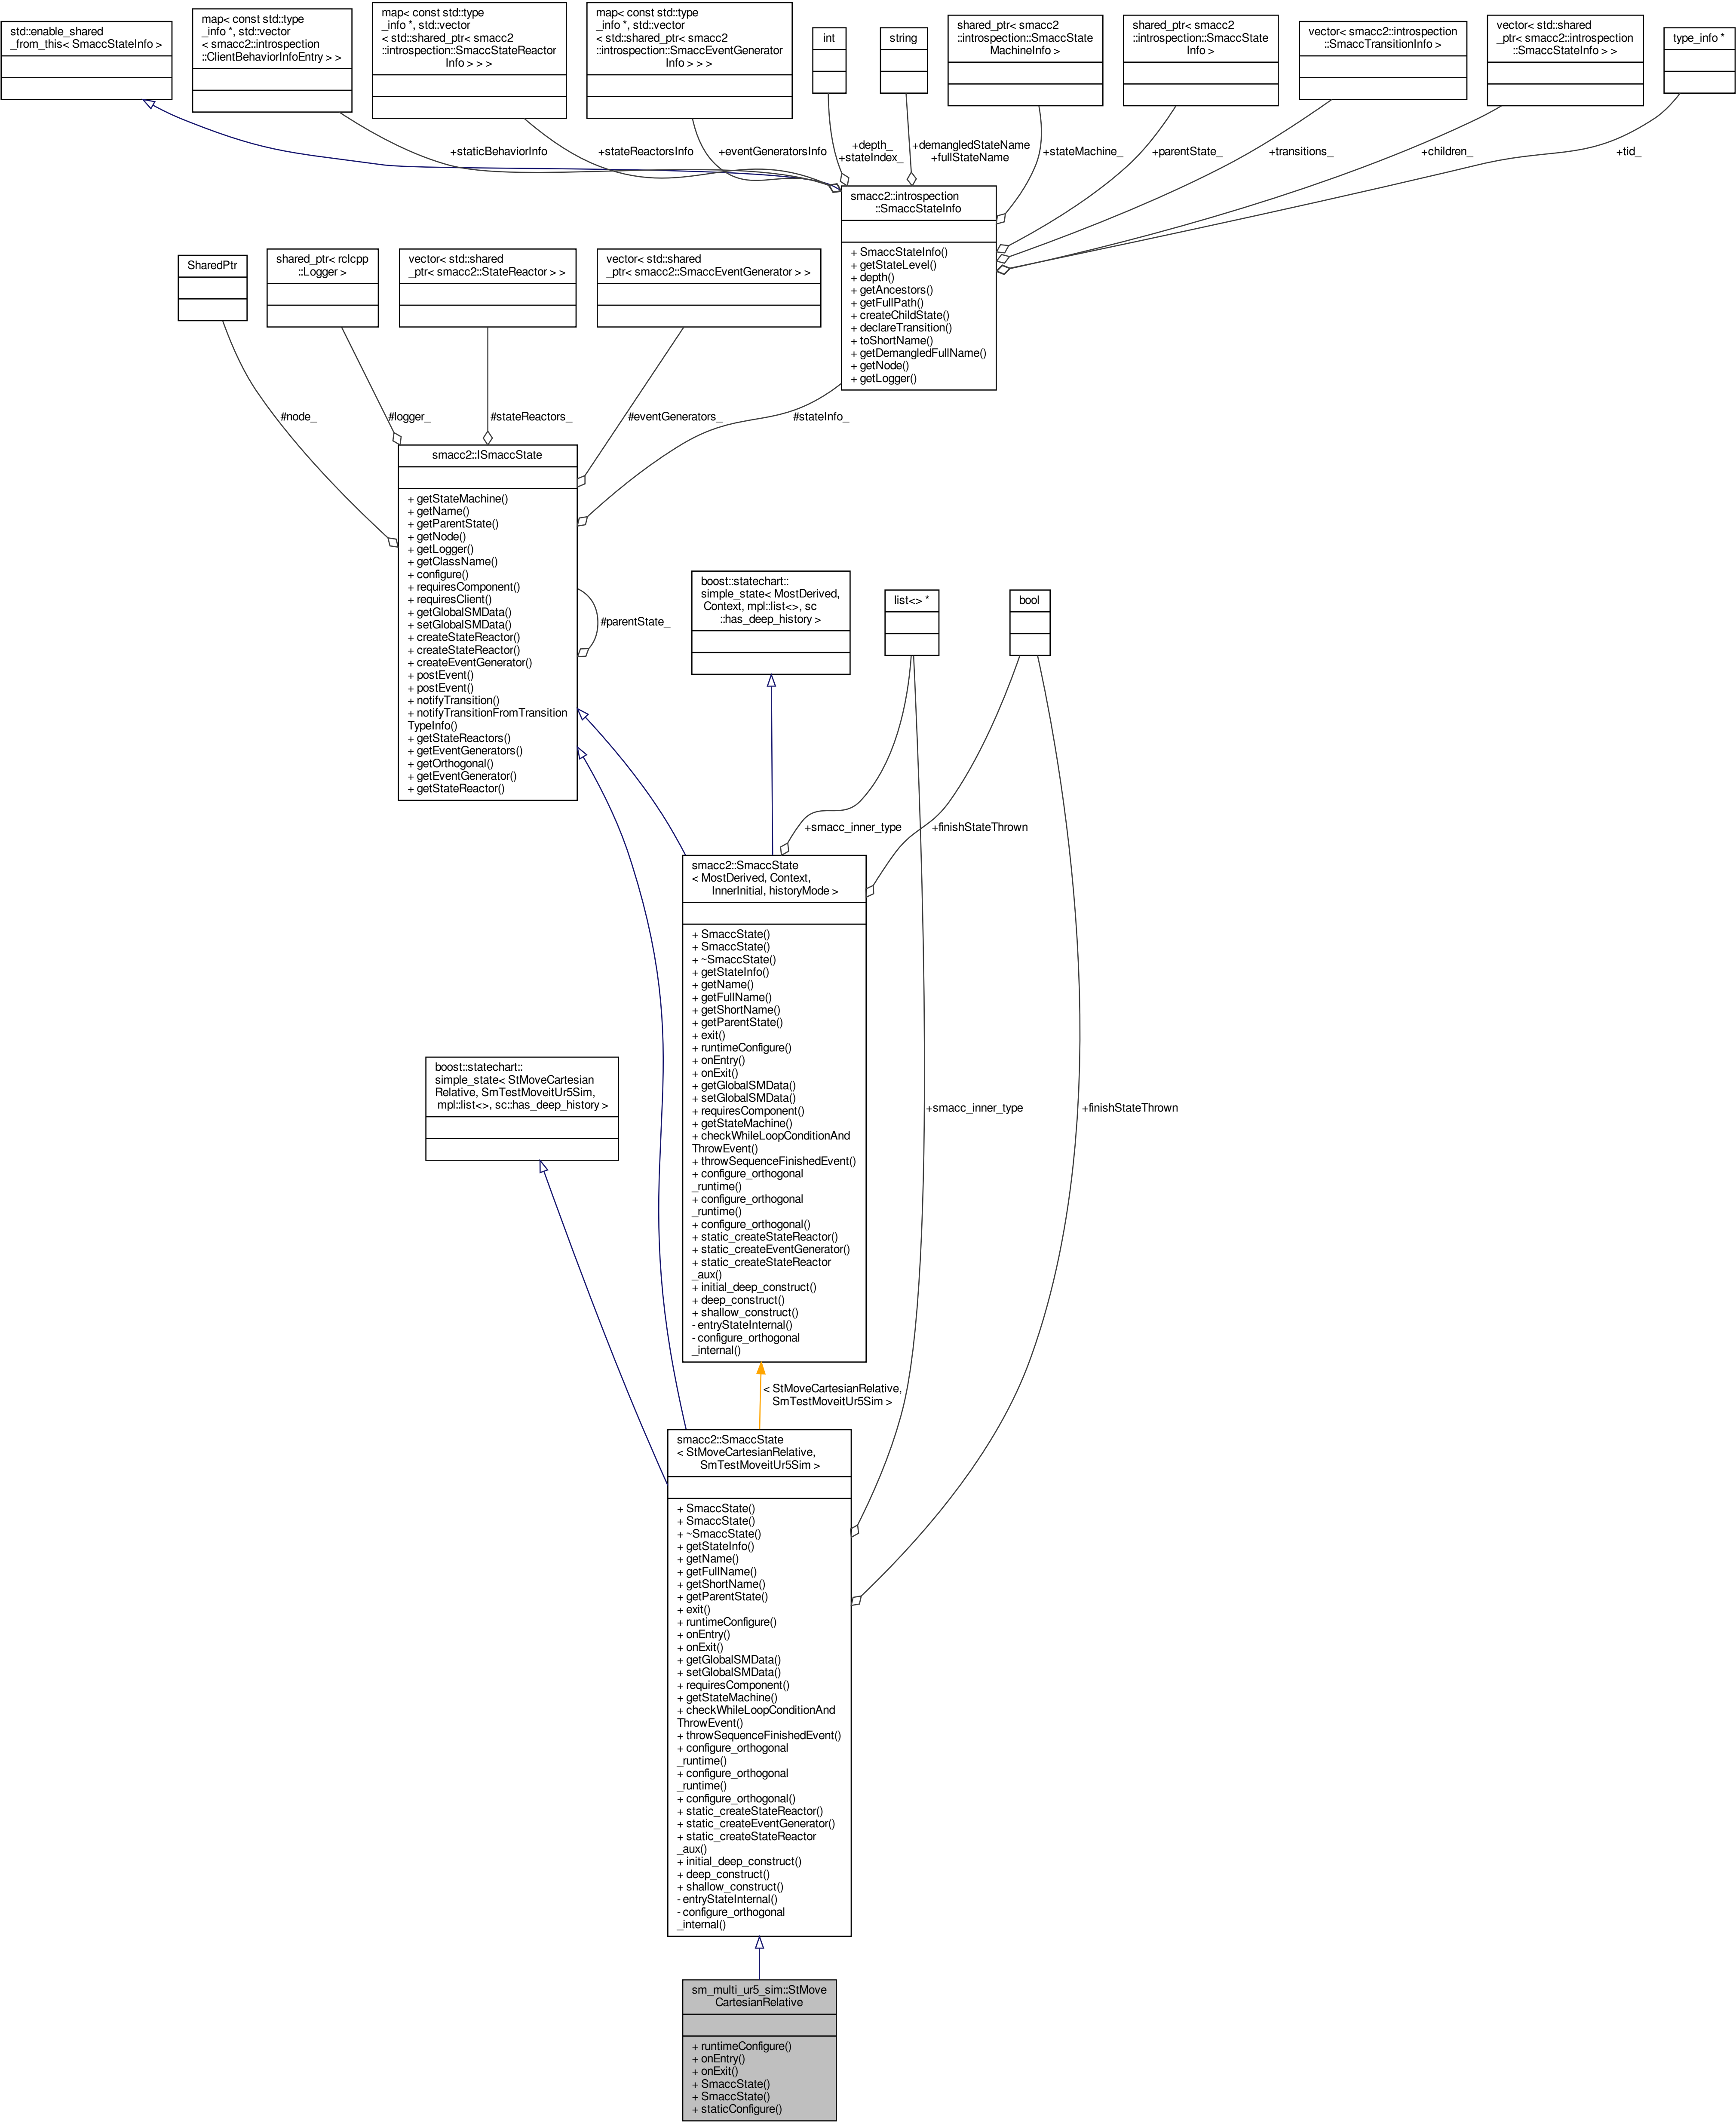 std::enable_shared
_from_this< SmaccStateInfo >
map< const std::type
_info *, std::vector
< smacc2::introspection
::ClientBehaviorInfoEntry > >
map< const std::type
_info *, std::vector
< std::shared_ptr< smacc2
::introspection::SmaccStateReactor
Info > > >
map< const std::type
_info *, std::vector
< std::shared_ptr< smacc2
::introspection::SmaccEventGenerator
Info > > >
int
string
shared_ptr< smacc2
::introspection::SmaccState
MachineInfo >
shared_ptr< smacc2
::introspection::SmaccState
Info >
vector< smacc2::introspection
::SmaccTransitionInfo >
vector< std::shared
_ptr< smacc2::introspection
::SmaccStateInfo > >
type_info *
+staticBehaviorInfo
+stateReactorsInfo
+eventGeneratorsInfo
+depth_
+stateIndex_
+demangledStateName
+fullStateName
+stateMachine_
+parentState_
+transitions_
+children_
+tid_
smacc2::introspection
::SmaccStateInfo
+ SmaccStateInfo()
+ getStateLevel()
+ depth()
+ getAncestors()
+ getFullPath()
+ createChildState()
+ declareTransition()
+ toShortName()
+ getDemangledFullName()
+ getNode()
+ getLogger()
SharedPtr
shared_ptr< rclcpp
::Logger >
vector< std::shared
_ptr< smacc2::StateReactor > >
vector< std::shared
_ptr< smacc2::SmaccEventGenerator > >
#node_
#logger_
#stateReactors_
#eventGenerators_
#stateInfo_
smacc2::ISmaccState
+ getStateMachine()
+ getName()
+ getParentState()
+ getNode()
+ getLogger()
+ getClassName()
+ configure()
+ requiresComponent()
+ requiresClient()
+ getGlobalSMData()
+ setGlobalSMData()
+ createStateReactor()
+ createStateReactor()
+ createEventGenerator()
+ postEvent()
+ postEvent()
+ notifyTransition()
+ notifyTransitionFromTransition
TypeInfo()
+ getStateReactors()
+ getEventGenerators()
+ getOrthogonal()
+ getEventGenerator()
+ getStateReactor()
#parentState_
boost::statechart::
simple_state< MostDerived,
Context, mpl::list<>, sc
::has_deep_history >
list<> *
bool
+smacc_inner_type
+finishStateThrown
smacc2::SmaccState
< MostDerived, Context,
InnerInitial, historyMode >
+ SmaccState()
+ SmaccState()
+ ~SmaccState()
+ getStateInfo()
+ getName()
+ getFullName()
+ getShortName()
+ getParentState()
+ exit()
+ runtimeConfigure()
+ onEntry()
+ onExit()
+ getGlobalSMData()
+ setGlobalSMData()
+ requiresComponent()
+ getStateMachine()
+ checkWhileLoopConditionAnd
ThrowEvent()
+ throwSequenceFinishedEvent()
+ configure_orthogonal
_runtime()
+ configure_orthogonal
_runtime()
+ configure_orthogonal()
+ static_createStateReactor()
+ static_createEventGenerator()
+ static_createStateReactor
_aux()
+ initial_deep_construct()
+ deep_construct()
+ shallow_construct()
- entryStateInternal()
- configure_orthogonal
_internal()
boost::statechart::
simple_state< StMoveCartesian
Relative, SmTestMoveitUr5Sim,
mpl::list<>, sc::has_deep_history >
+smacc_inner_type
+finishStateThrown
< StMoveCartesianRelative,
SmTestMoveitUr5Sim >
smacc2::SmaccState
< StMoveCartesianRelative,
SmTestMoveitUr5Sim >
+ SmaccState()
+ SmaccState()
+ ~SmaccState()
+ getStateInfo()
+ getName()
+ getFullName()
+ getShortName()
+ getParentState()
+ exit()
+ runtimeConfigure()
+ onEntry()
+ onExit()
+ getGlobalSMData()
+ setGlobalSMData()
+ requiresComponent()
+ getStateMachine()
+ checkWhileLoopConditionAnd
ThrowEvent()
+ throwSequenceFinishedEvent()
+ configure_orthogonal
_runtime()
+ configure_orthogonal
_runtime()
+ configure_orthogonal()
+ static_createStateReactor()
+ static_createEventGenerator()
+ static_createStateReactor
_aux()
+ initial_deep_construct()
+ deep_construct()
+ shallow_construct()
- entryStateInternal()
- configure_orthogonal
_internal()
sm_multi_ur5_sim::StMove
CartesianRelative
+ runtimeConfigure()
+ onEntry()
+ onExit()
+ SmaccState()
+ SmaccState()
+ staticConfigure()